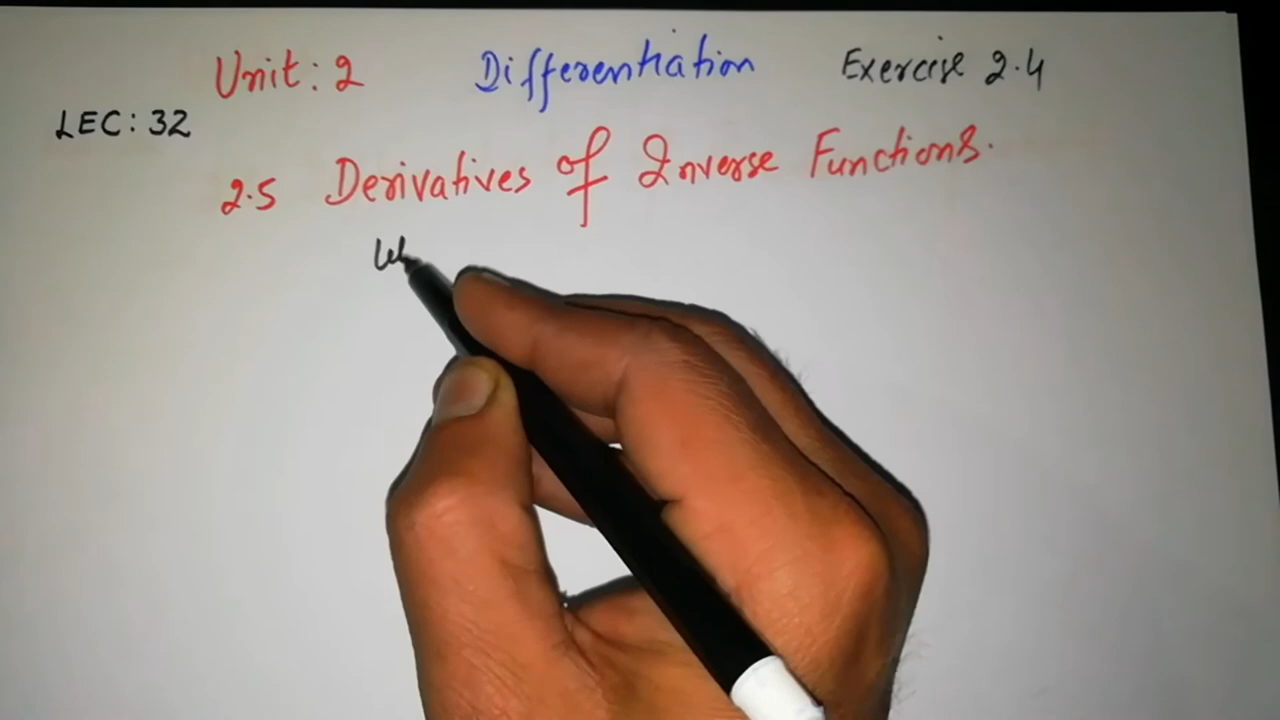 Unit: 2 Differentiation Exercise 2.4
LEC: 32
2.5 Derivatives of Inverse Functions.